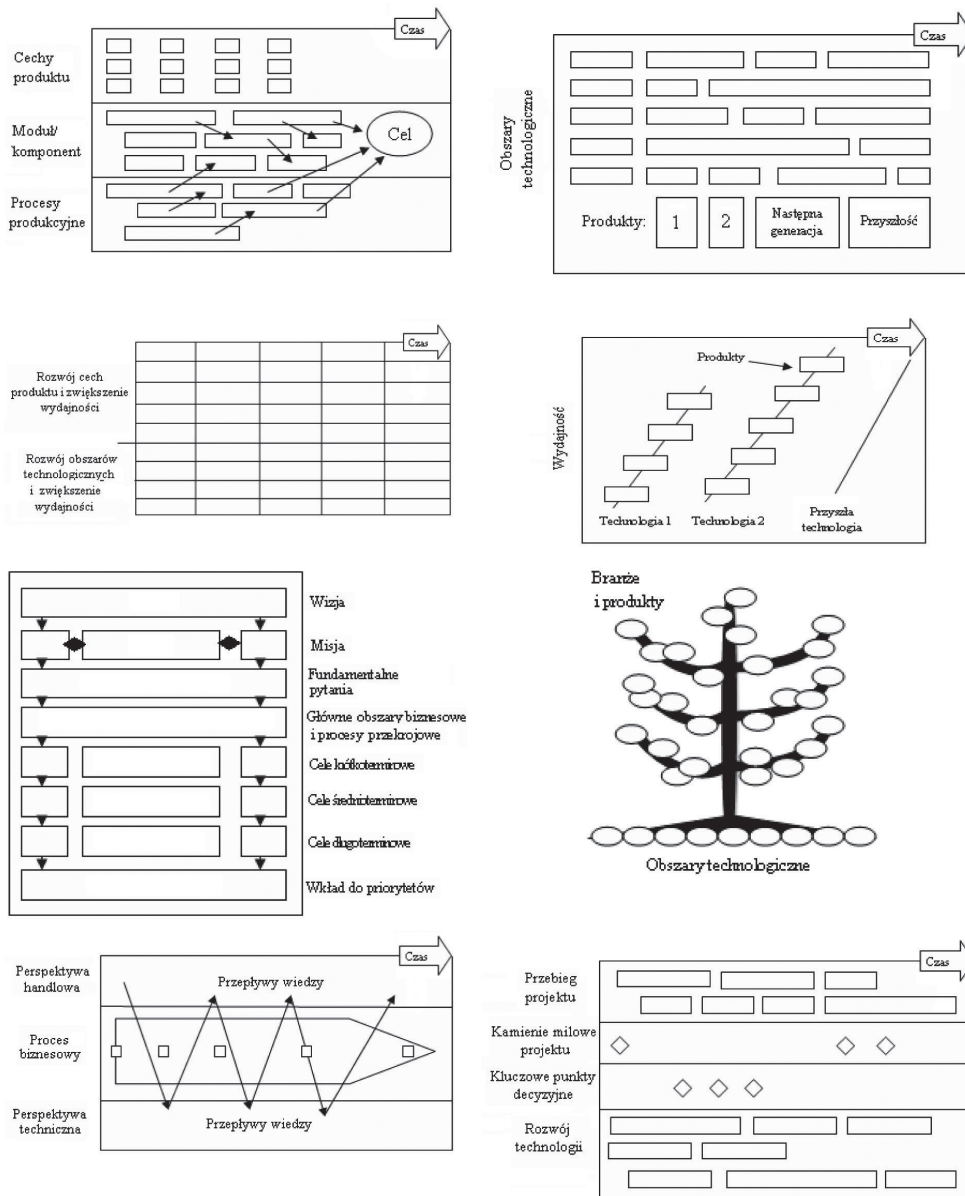 Czas
Cechy
produktu
Moduł/
komponent
Cel
Procesy
produkcyjne
Czas
Obszary
technologiczne
Produkty:
1
2
Następna
generacja
Przyszłość
Czas
Rozwój cech
produktu i zwiększenie
wydajności
Rozwój obszarów
technologicznych
i zwiększenie
wydajności
Czas
Produkty
Wydajność
Technologia 1
Technologia 2
Przyszła
technologia
Wizja
Misja
Fundamentalne
pytania
Główne obszary biznesowe
i procesy przekrojowe
Cele krótkoterminowe
Cele średnioterminowe
Cele długoterminowe
Wkład do priorytetów
Branże
i produkty
Obszary technologiczne
Czas
Perspektywa
handlowa
Przepływy wiedzy
Proces
biznesowy
Perspektywa
techniczna
Przepływy wiedzy
Czas
Przebieg
projektu
Kamienie milowe
projektu
Kluczowe punkty
decyzyjne
Rozwój
technologii